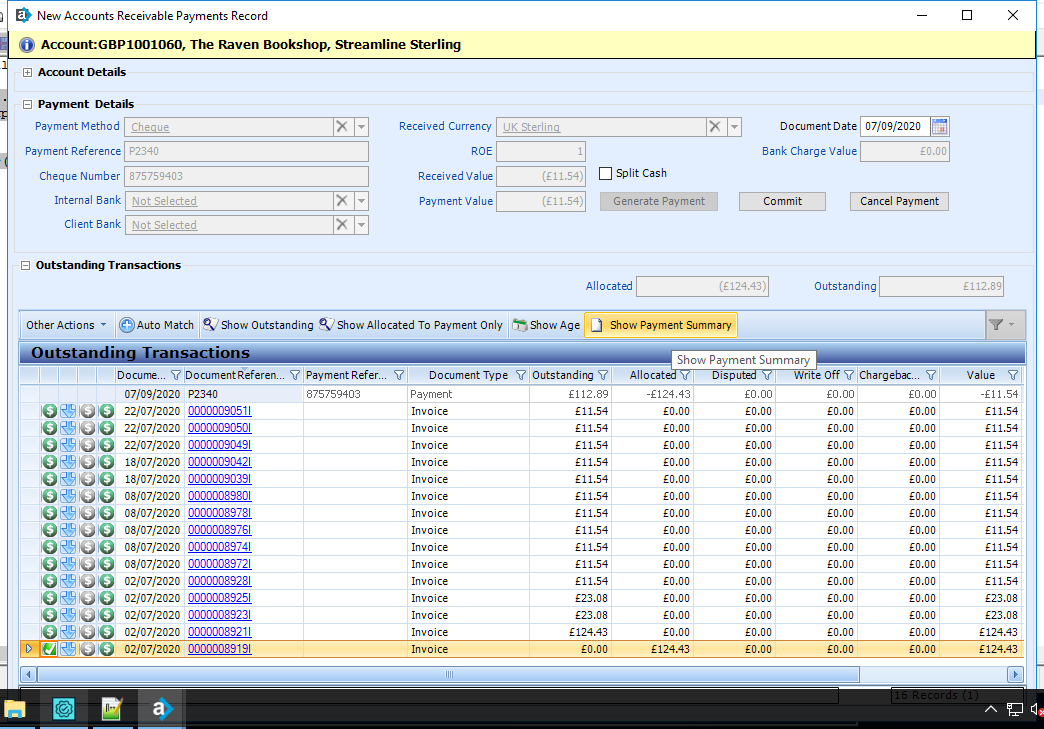 New Accounts Receivable Payments Record
Account:GBP1001060, The Raven Bookshop, Streamline Sterling
Account Details
Payment Details
Payment Method Cheque Received Currency UK Sterling Document Date 07/09/2020
Payment Reference P2340 ROE 1 Bank Charge Value £0.00
Cheque Number 875759403 Received Value (£11.54) Split Cash
Internal Bank Not Selected Payment Value (£11.54) Generate Payment Commit Cancel Payment
Client Bank Not Selected
Outstanding Transactions
Allocated (£124.43) Outstanding £112.89
Other Actions Auto Match Show Outstanding Show Allocated To Payment Only Show Age Show Payment Summary
Outstanding Transactions
Show Payment Summary
Docume... Document Referen... Payment Refer... Document Type Outstanding Allocated Disputed Write Off Chargebac... Value
07/09/2020 P2340 875759403 Payment £112.89 -£124.43 £0.00 £0.00 £0.00 -£11.54
22/07/2020 0000009051I Invoice £11.54 £0.00 £0.00 £0.00 £0.00 £11.54
22/07/2020 0000009050I Invoice £11.54 £0.00 £0.00 £0.00 £0.00 £11.54
22/07/2020 0000009049I Invoice £11.54 £0.00 £0.00 £0.00 £0.00 £11.54
18/07/2020 0000009042I Invoice £11.54 £0.00 £0.00 £0.00 £0.00 £11.54
18/07/2020 0000009039I Invoice £11.54 £0.00 £0.00 £0.00 £0.00 £11.54
08/07/2020 0000008980I Invoice £11.54 £0.00 £0.00 £0.00 £0.00 £11.54
08/07/2020 0000008978I Invoice £11.54 £0.00 £0.00 £0.00 £0.00 £11.54
08/07/2020 0000008976I Invoice £11.54 £0.00 £0.00 £0.00 £0.00 £11.54
08/07/2020 0000008974I Invoice £11.54 £0.00 £0.00 £0.00 £0.00 £11.54
08/07/2020 0000008972I Invoice £11.54 £0.00 £0.00 £0.00 £0.00 £11.54
02/07/2020 0000008928I Invoice £11.54 £0.00 £0.00 £0.00 £0.00 £11.54
02/07/2020 0000008925I Invoice £23.08 £0.00 £0.00 £0.00 £0.00 £23.08
02/07/2020 0000008923I Invoice £23.08 £0.00 £0.00 £0.00 £0.00 £23.08
02/07/2020 0000008921I Invoice £124.43 £0.00 £0.00 £0.00 £0.00 £124.43
02/07/2020 0000008919I Invoice £0.00 £124.43 £0.00 £0.00 £0.00 £124.43
16 Records (1)